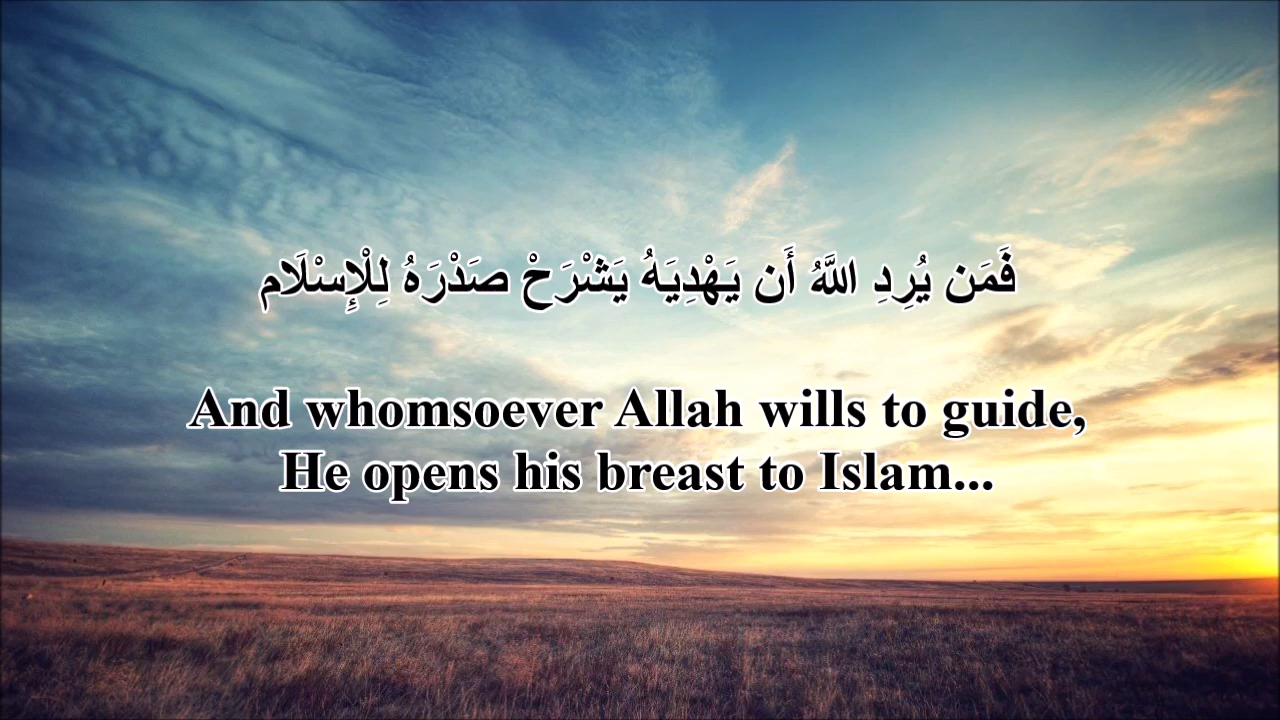 فَمَن يُرِدِ اللَّهُ أَن يَهْدِيَهُ يَشْرَحْ صَدْرَهُ لِلْإِسْلَام
And whomsoever Allah wills to guide,
He opens his breast to Islam...